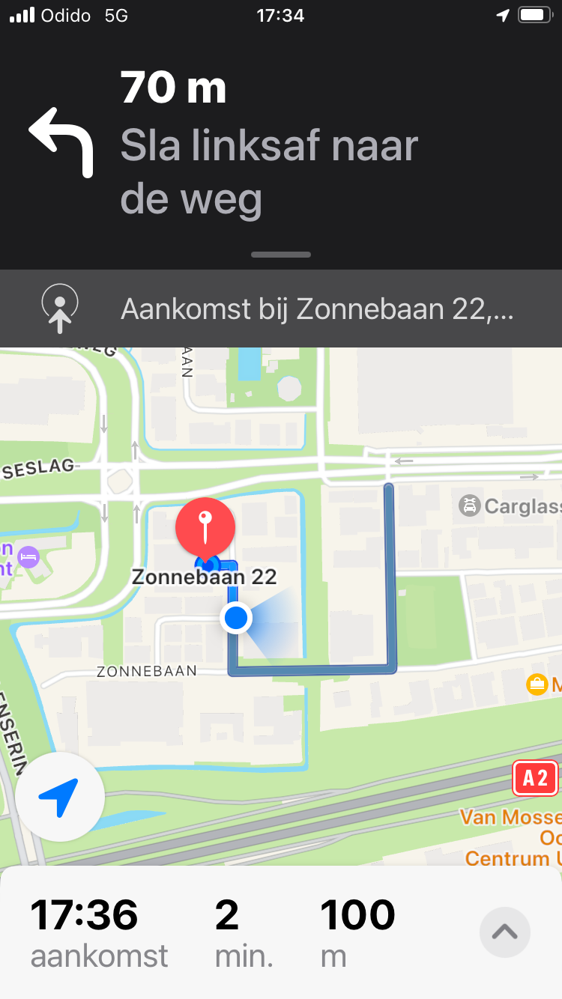 Odido 5G 17:34
70 m
Sla linksaf naar
de weg
Aankomst bij Zonnebaan 22,...
AAN
SESLAG
Carglass
Zonnebaan 22
ZONNEBAAN
A2
Van Mosse
Centrum
17:36 2 100
aankomst min. m